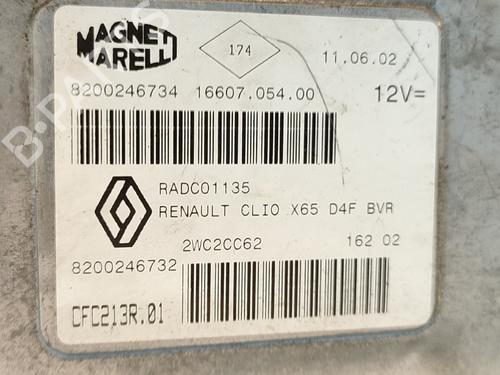 MAGNETI
MARELLI
174
11.06.02
8200246734 16607.054.00
12V=
RADC01135
RENAULT CLIO X65 D4F BVR
2WC2CC62
162 02
8200246732
CFC213R.01
B-PARTS